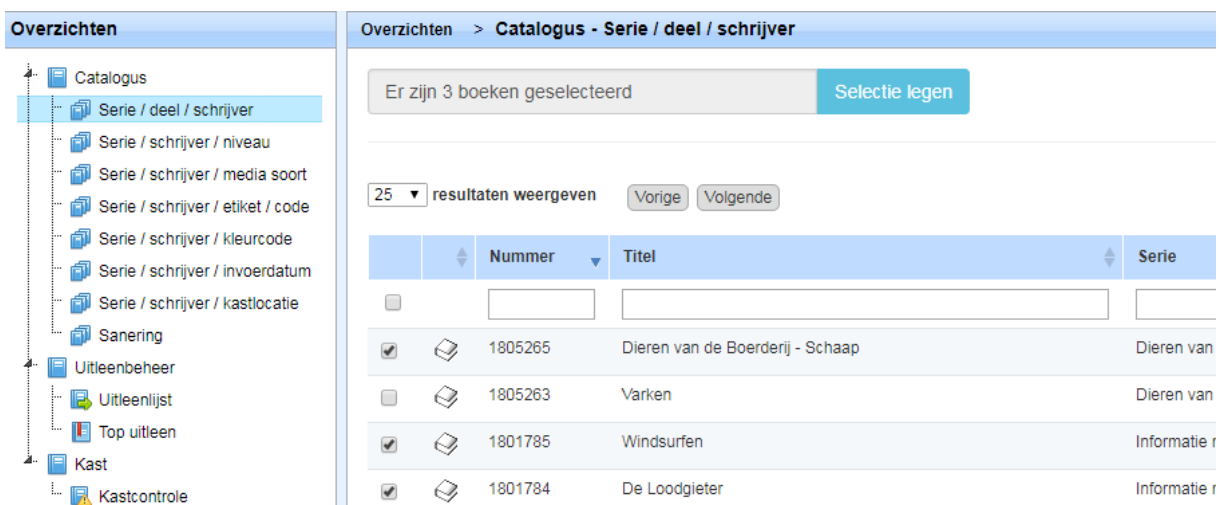 Overzichten
Catalogus
Serie / deel / schrijver
Serie / schrijver / niveau
Serie / schrijver / media soort
Serie / schrijver / etiket / code
Serie / schrijver / kleurcode
Serie / schrijver / invoerdatum
Serie / schrijver / kastlocatie
Sanering
Uitleenbeheer
Uitleenlijst
Top uitleen
Kast
Kastcontrole
Overzichten > Catalogus - Serie / deel / schrijver
Er zijn 3 boeken geselecteerd Selectie legen
25 resultaten weergeven Vorige Volgende
Nummer Titel Serie
1805265 Dieren van de Boerderij - Schaap Dieren van
1805263 Varken Dieren van
1801785 Windsurfen Informatie
1801784 De Loodgieter Informatie